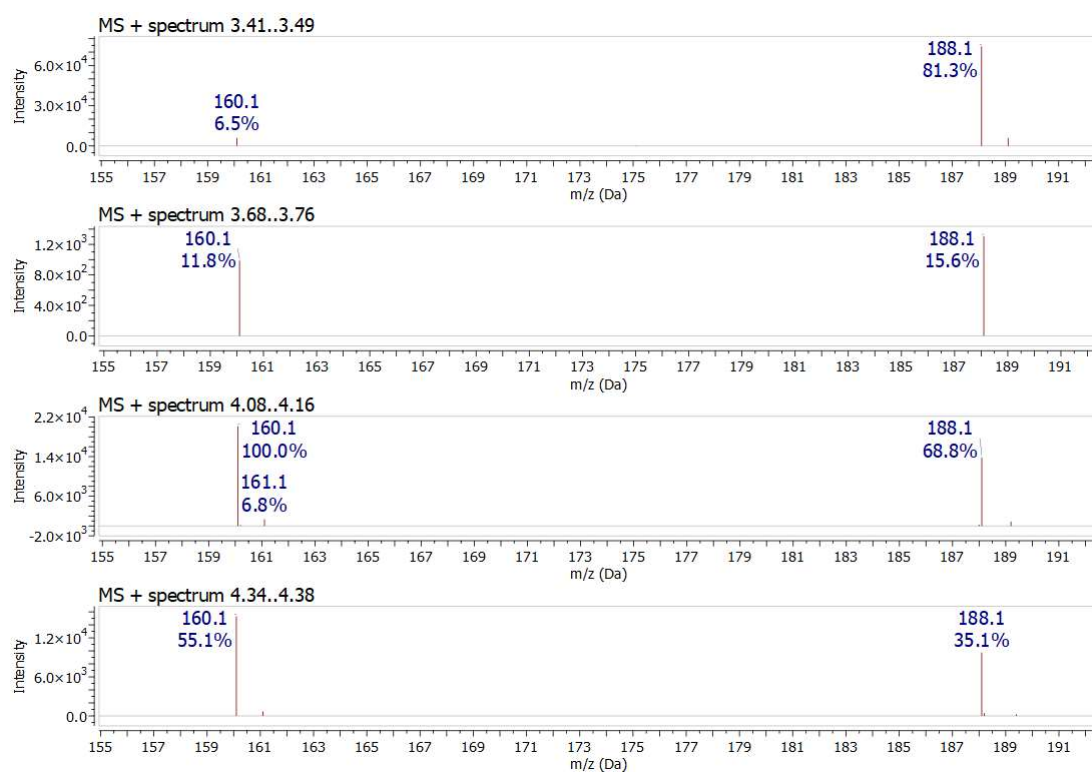 MS + spectrum 3.41..3.49
Intensity
6.0×10⁴
3.0×10⁴
0.0
160.1
6.5%
188.1
81.3%
155 157 159 161 163 165 167 169 171 173 175 177 179 181 183 185 187 189 191
m/z (Da)
MS + spectrum 3.68..3.76
Intensity
1.2×10³
8.0×10²
4.0×10²
0.0
160.1
11.8%
188.1
15.6%
155 157 159 161 163 165 167 169 171 173 175 177 179 181 183 185 187 189 191
m/z (Da)
MS + spectrum 4.08..4.16
Intensity
2.2×10⁴
1.4×10⁴
6.0×10³
-2.0×10³
160.1
100.0%
161.1
6.8%
188.1
68.8%
155 157 159 161 163 165 167 169 171 173 175 177 179 181 183 185 187 189 191
m/z (Da)
MS + spectrum 4.34..4.38
Intensity
1.2×10⁴
6.0×10³
0.0
160.1
55.1%
188.1
35.1%
155 157 159 161 163 165 167 169 171 173 175 177 179 181 183 185 187 189 191
m/z (Da)